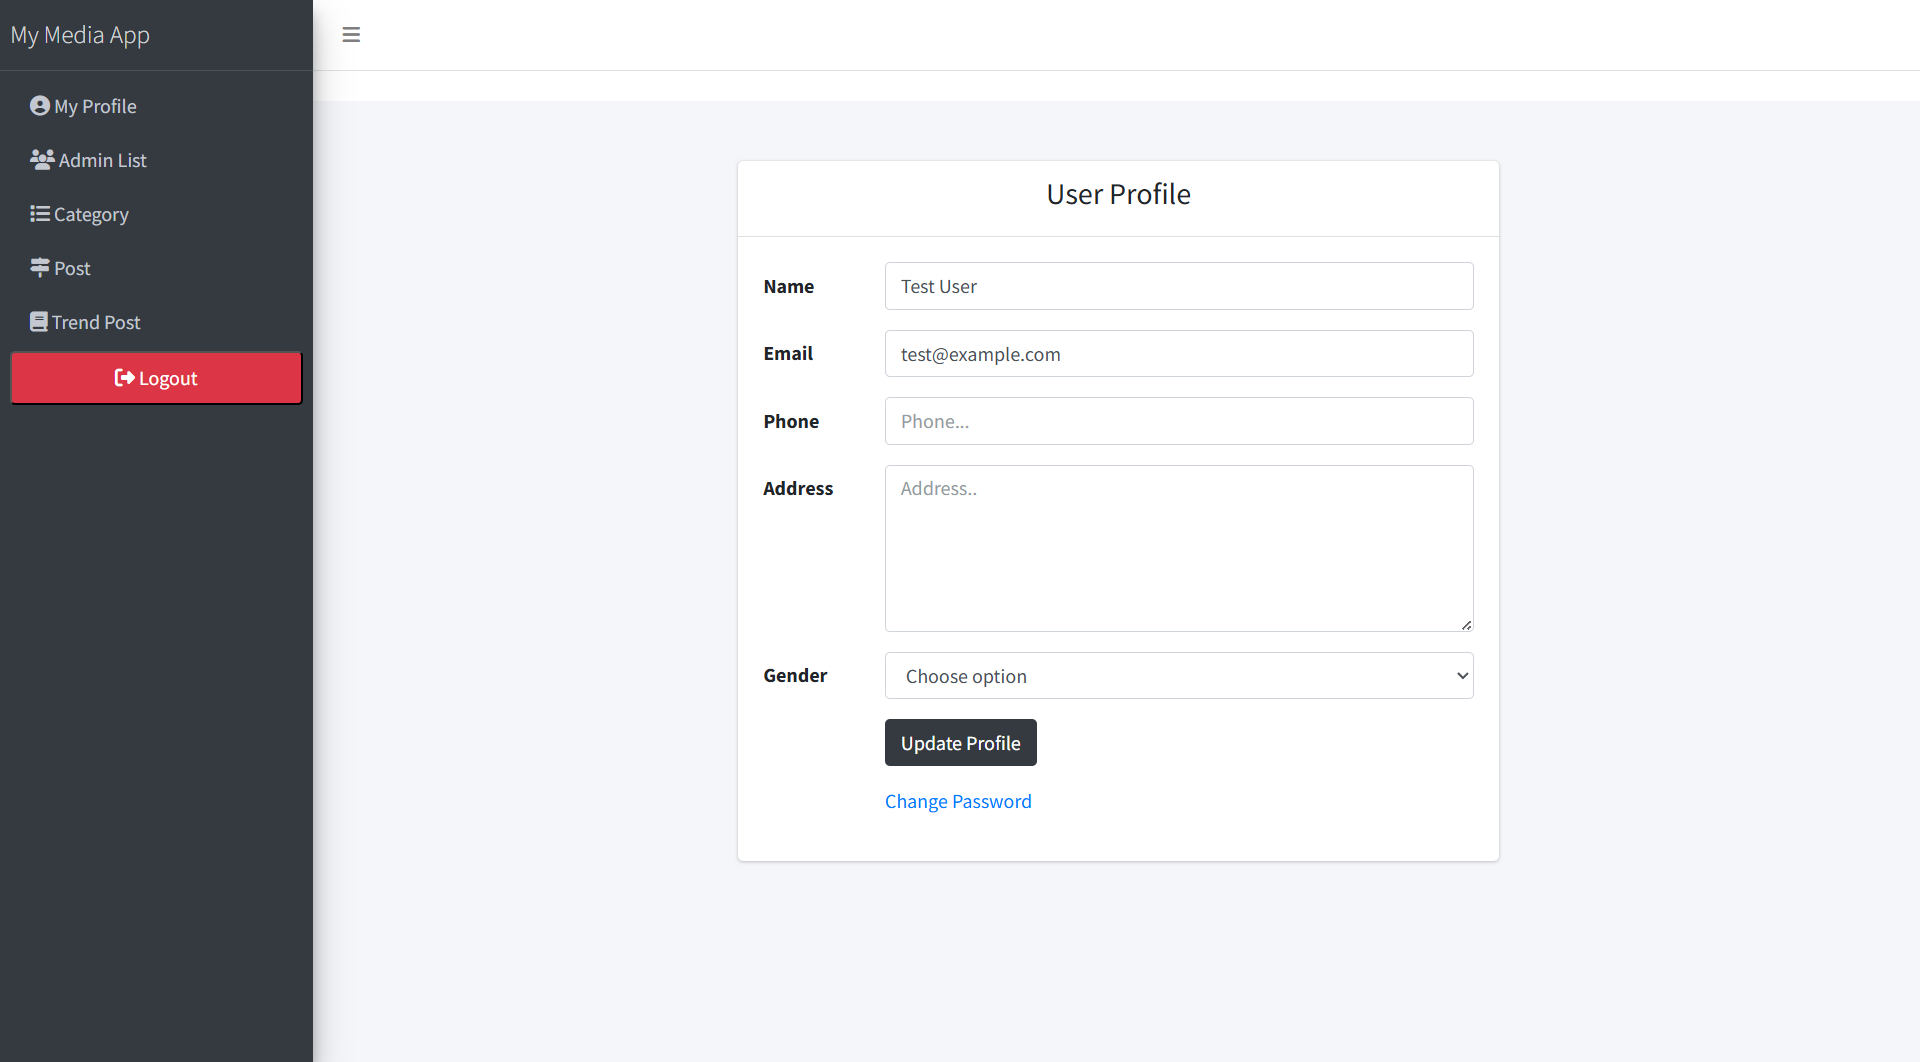 My Media App
My Profile
Admin List
Category
Post
Trend Post
Logout
User Profile
Name
Test User
Email
test@example.com
Phone
Phone...
Address
Address..
Gender
Choose option
Update Profile
Change Password